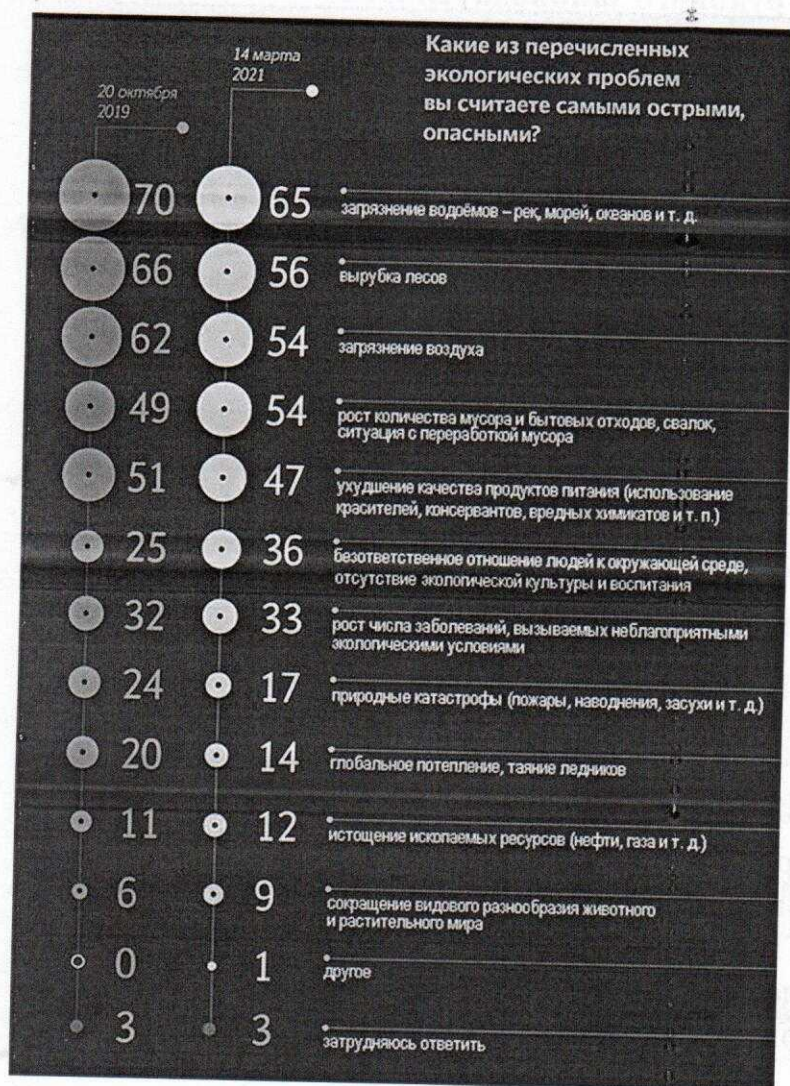 14 марта
2021
20 октября
2019
Какие из перечисленных
экологических проблем
вы считаете самыми острыми,
опасными?
70 65 загрязнение водоёмов – рек, морей, океанов и т. д.
66 56 вырубка лесов
62 54 загрязнение воздуха
49 54 рост количества мусора и бытовых отходов, свалок,
ситуация с переработкой мусора
51 47 ухудшение качества продуктов питания (использование
красителей, консервантов, вредных химикатов и т. п.)
25 36 безответственное отношение людей к окружающей среде,
отсутствие экологической культуры и воспитания
32 33 рост числа заболеваний, вызываемых неблагоприятными
экологическими условиями
24 17 природные катастрофы (пожары, наводнения, засухи и т. д.)
20 14 глобальное потепление, таяние ледников
11 12 истощение ископаемых ресурсов (нефти, газа и т. д.)
6 9 сокращение видового разнообразия животного
и растительного мира
0 1 другое
3 3 затрудняюсь ответить